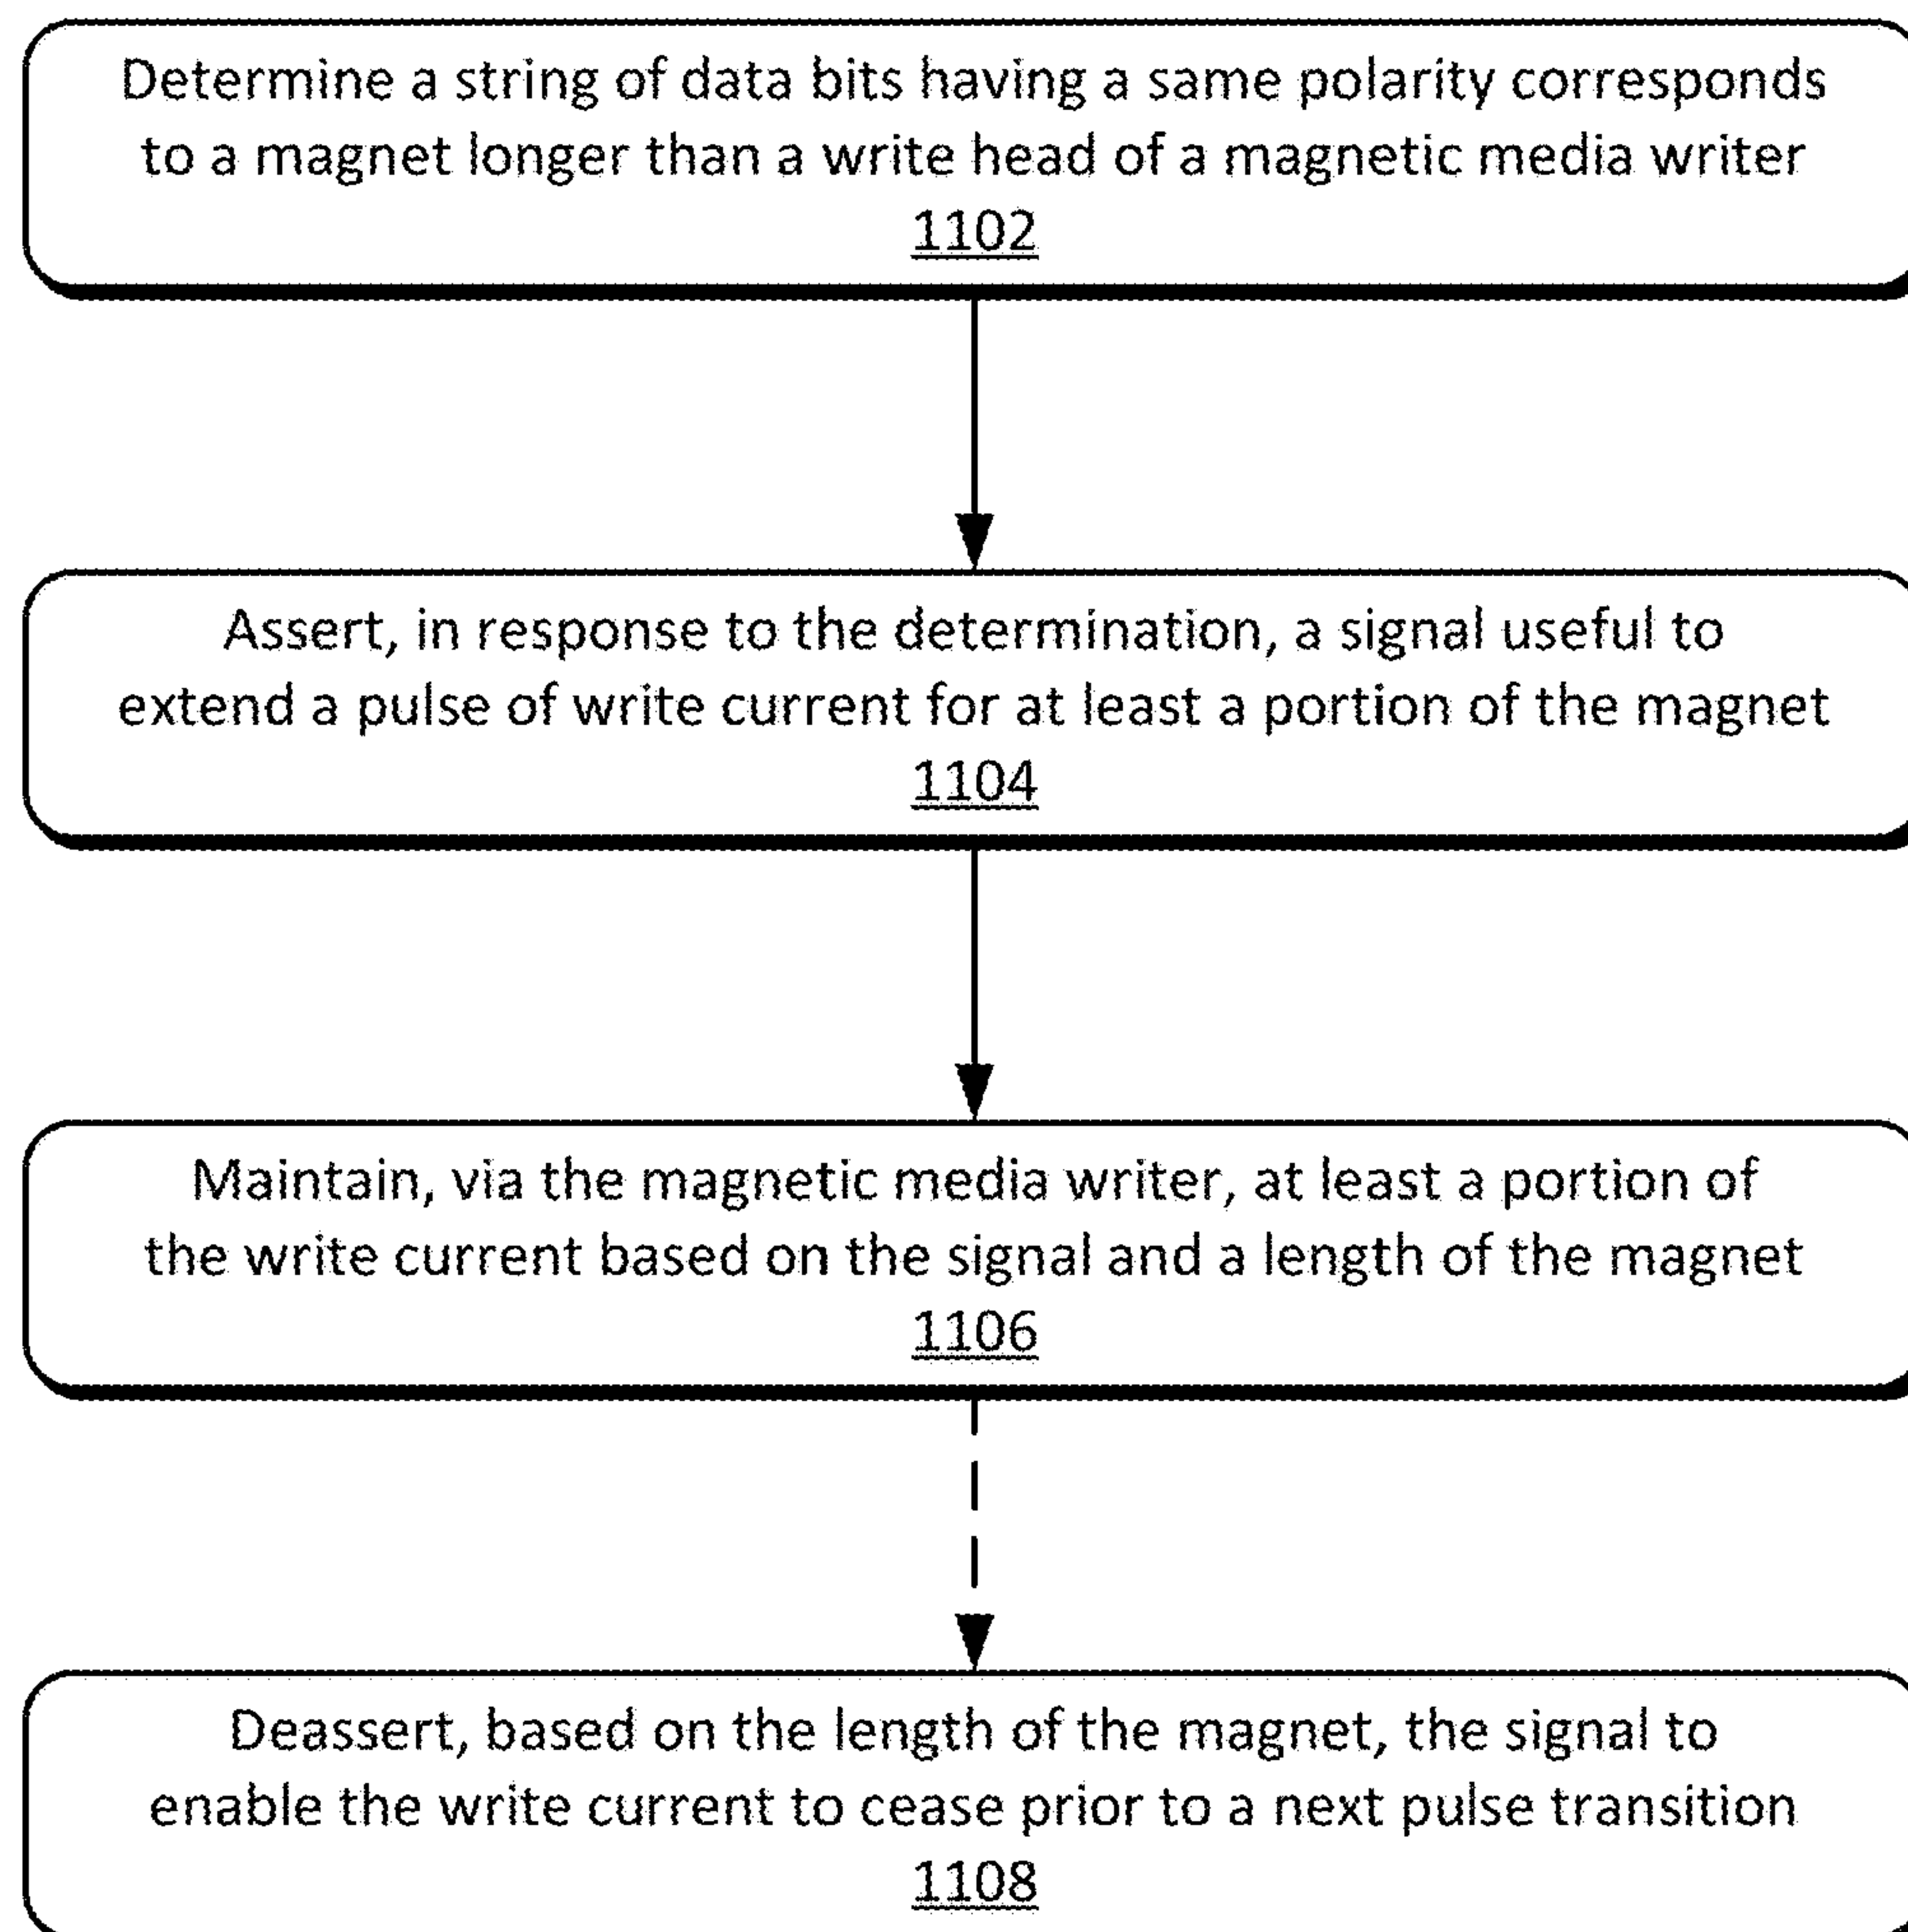 Determine a string of data bits having a same polarity corresponds
to a magnet longer than a write head of a magnetic media writer
1102
Assert, in response to the determination, a signal useful to
extend a pulse of write current for at least a portion of the magnet
1104
Maintain, via the magnetic media writer, at least a portion of
the write current based on the signal and a length of the magnet
1106
Deassert, based on the length of the magnet, the signal to
enable the write current to cease prior to a next pulse transition
1108